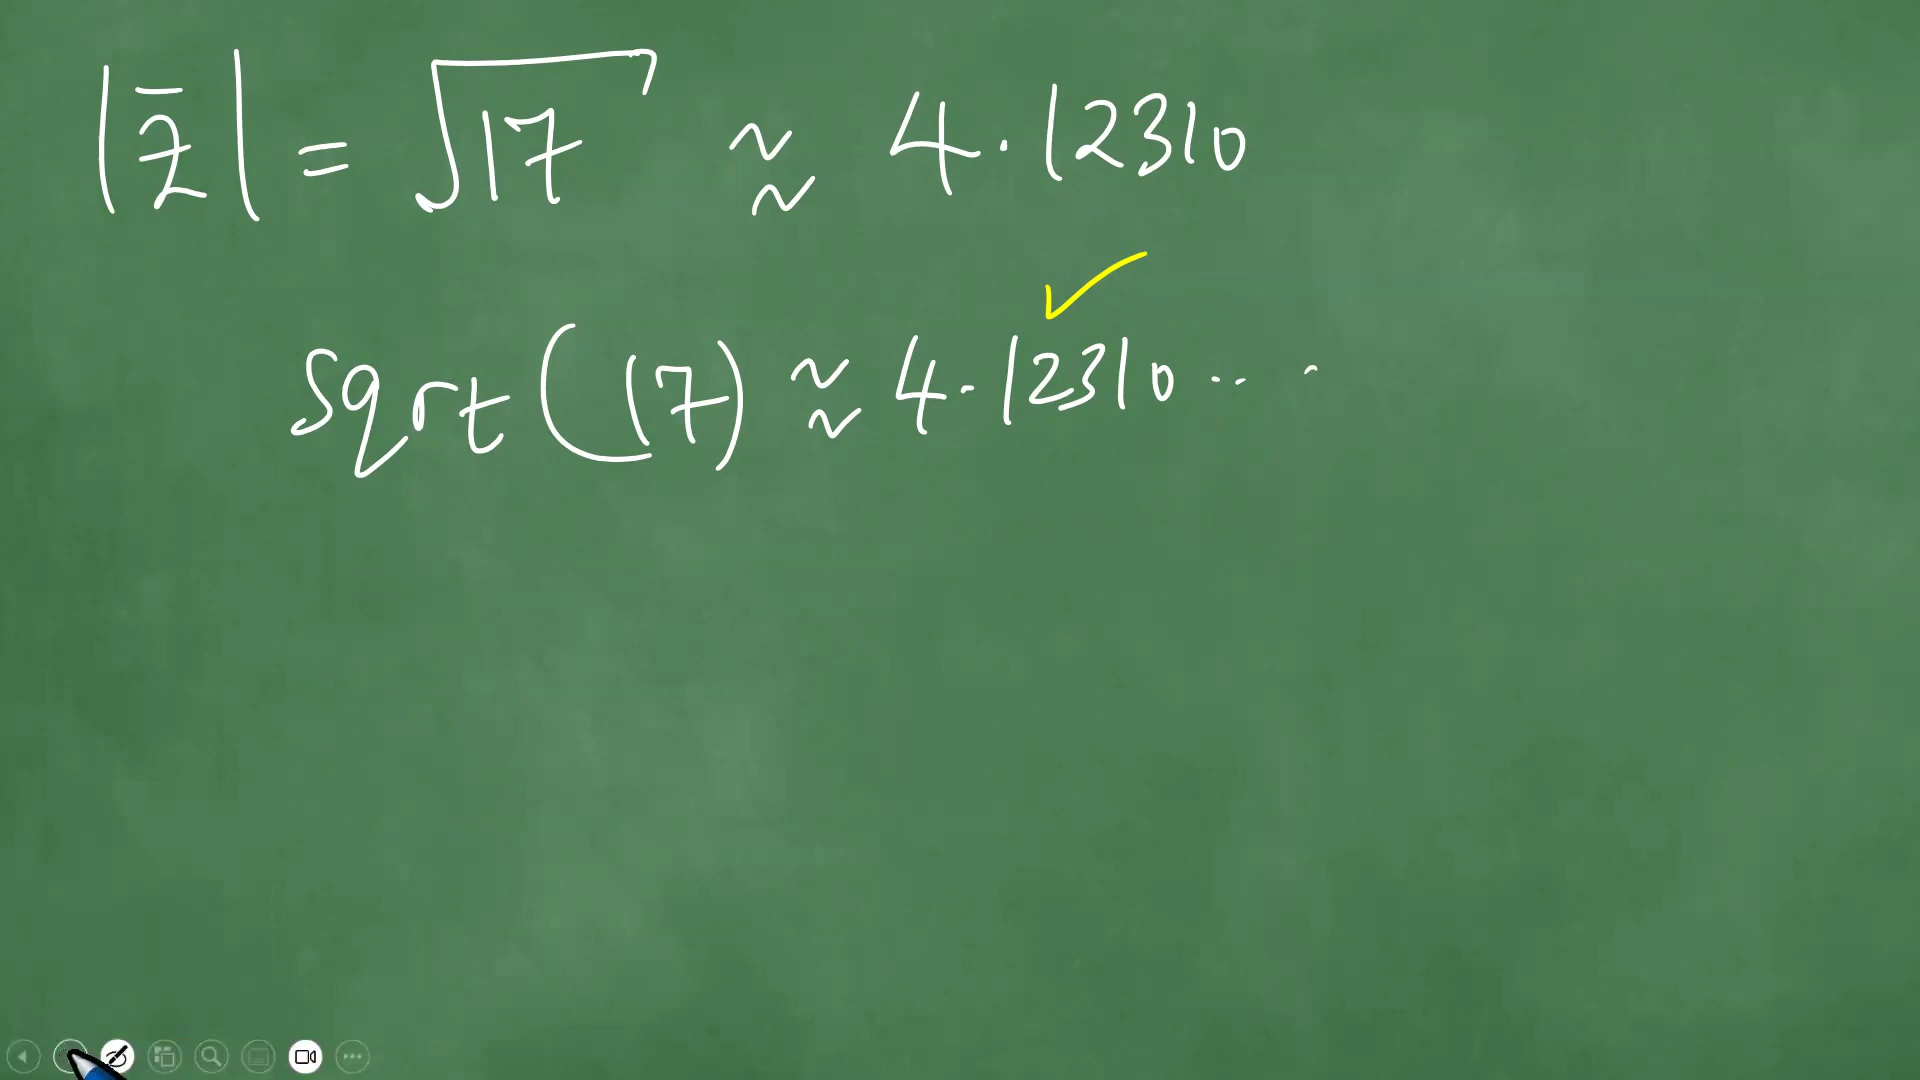 |z̄| = √17 ≈ 4.12310
sqrt(17) ≈ 4.12310...